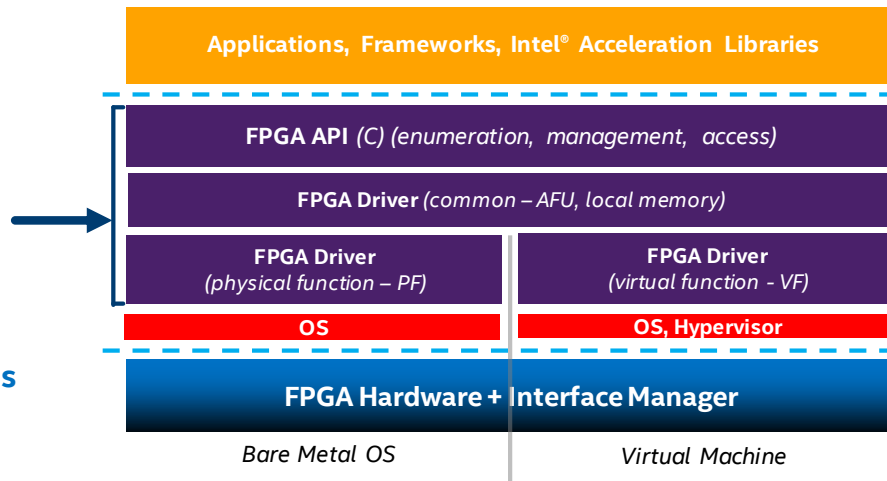 Applications, Frameworks, Intel® Acceleration Libraries
FPGA API (C) (enumeration, management, access)
FPGA Driver (common – AFU, local memory)
FPGA Driver
(physical function – PF)
FPGA Driver
(virtual function - VF)
OS
OS, Hypervisor
s
FPGA Hardware + Interface Manager
Bare Metal OS
Virtual Machine